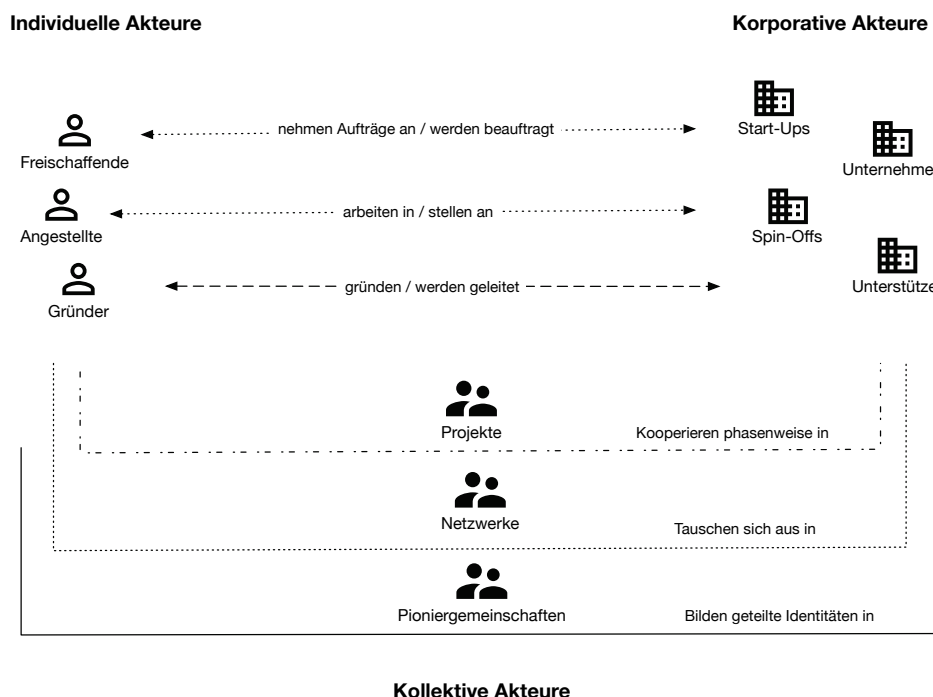 Individuelle Akteure
Korporative Akteure
Start-Ups
nehmen Aufträge an / werden beauftragt
Freischaffende
Unternehme
arbeiten in / stellen an
Angestellte
Spin-Offs
gründen / werden geleitet
Unterstütze
Gründer
Projekte
Kooperieren phasenweise in
Netzwerke
Tauschen sich aus in
Pioniergemeinschaften
Bilden geteilte Identitäten in
Kollektive Akteure